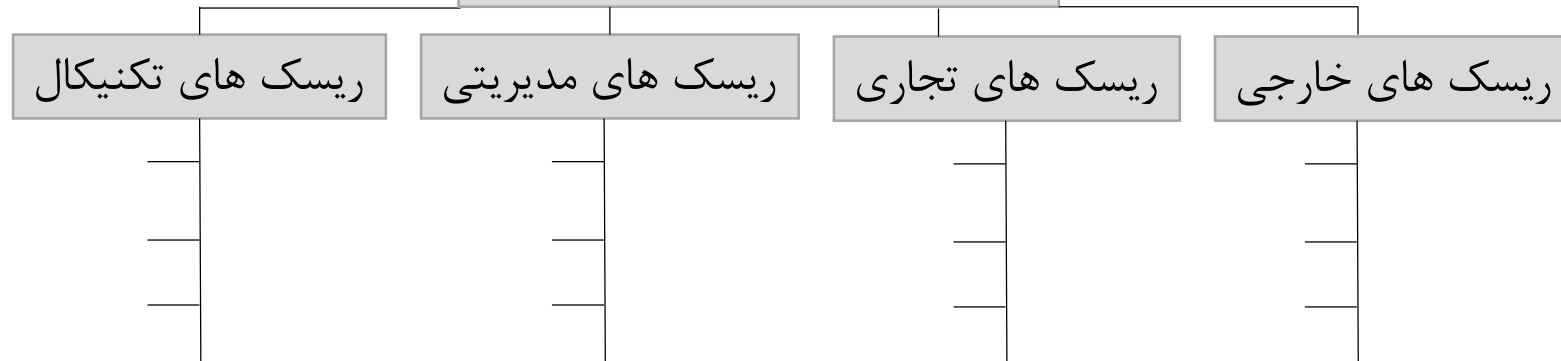 ریسک های خارجی
ریسک های تجاری
ریسک های مدیریتی
ریسک های تکنیکال